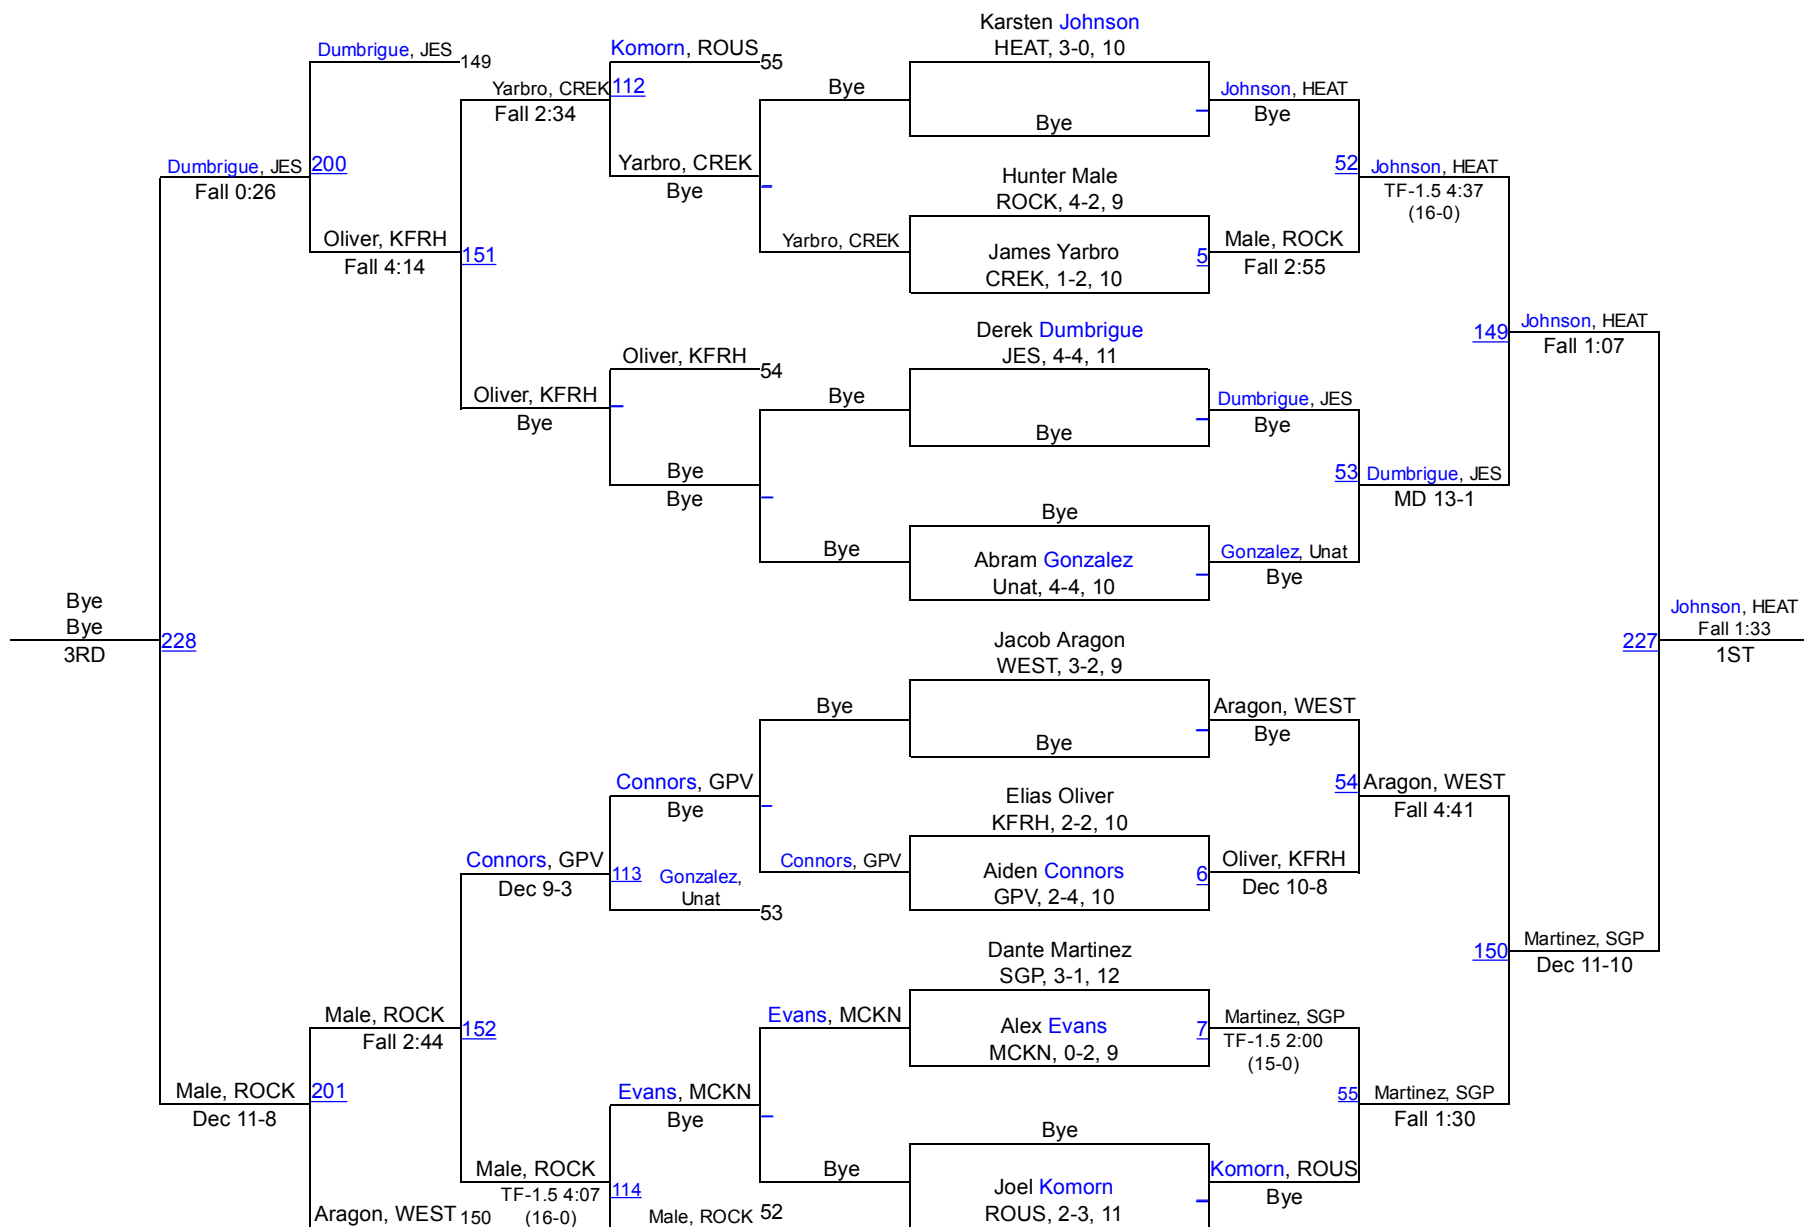 Karsten Johnson
HEAT, 3-0, 10
Dumbrigue, JES
149
Komorn, ROUS
55
Yarbro, CREK
112
Fall 2:34
Bye
Johnson, HEAT
Bye
Bye
Dumbrigue, JES
200
Fall 0:26
Yarbro, CREK
Bye
Hunter Male
ROCK, 4-2, 9
52
Johnson, HEAT
TF-1.5 4:37
(16-0)
Oliver, KFRH
Fall 4:14
151
Yarbro, CREK
James Yarbro
CREK, 1-2, 10
5
Male, ROCK
Fall 2:55
Derek Dumbrigue
JES, 4-4, 11
149
Johnson, HEAT
Fall 1:07
Oliver, KFRH
54
Oliver, KFRH
Bye
Bye
Bye
Dumbrigue, JES
Bye
Bye
Bye
53
Dumbrigue, JES
MD 13-1
Bye
Bye
Abram Gonzalez
Unat, 4-4, 10
Gonzalez, Unat
Bye
Bye
Bye
3RD
228
Jacob Aragon
WEST, 3-2, 9
227
Johnson, HEAT
Fall 1:33
1ST
Bye
Bye
Aragon, WEST
Bye
Connors, GPV
Bye
Elias Oliver
KFRH, 2-2, 10
54
Aragon, WEST
Fall 4:41
Connors, GPV
Dec 9-3
113
Gonzalez,
Unat
53
Connors, GPV
Aiden Connors
GPV, 2-4, 10
6
Oliver, KFRH
Dec 10-8
Dante Martinez
SGP, 3-1, 12
150
Martinez, SGP
Dec 11-10
Male, ROCK
Fall 2:44
152
Evans, MCKN
Alex Evans
MCKN, 0-2, 9
7
Martinez, SGP
TF-1.5 2:00
(15-0)
Male, ROCK
Dec 11-8
201
Evans, MCKN
Bye
55
Martinez, SGP
Fall 1:30
Bye
Male, ROCK
TF-1.5 4:07
(16-0)
114
Bye
Joel Komorn
ROUS, 2-3, 11
Komorn, ROUS
Bye
Aragon, WEST
150
Male, ROCK
52